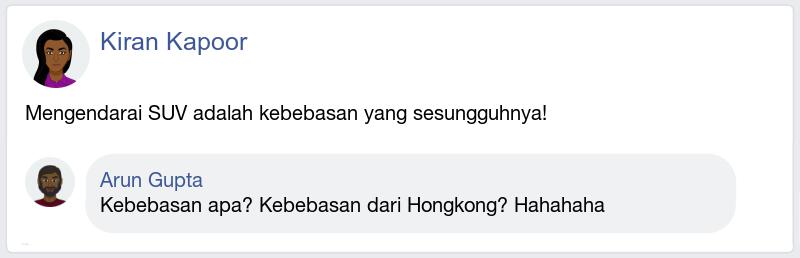 Kiran Kapoor
Mengendarai SUV adalah kebebasan yang sesungguhnya!
Arun Gupta
Kebebasan apa? Kebebasan dari Hongkong? Hahahaha